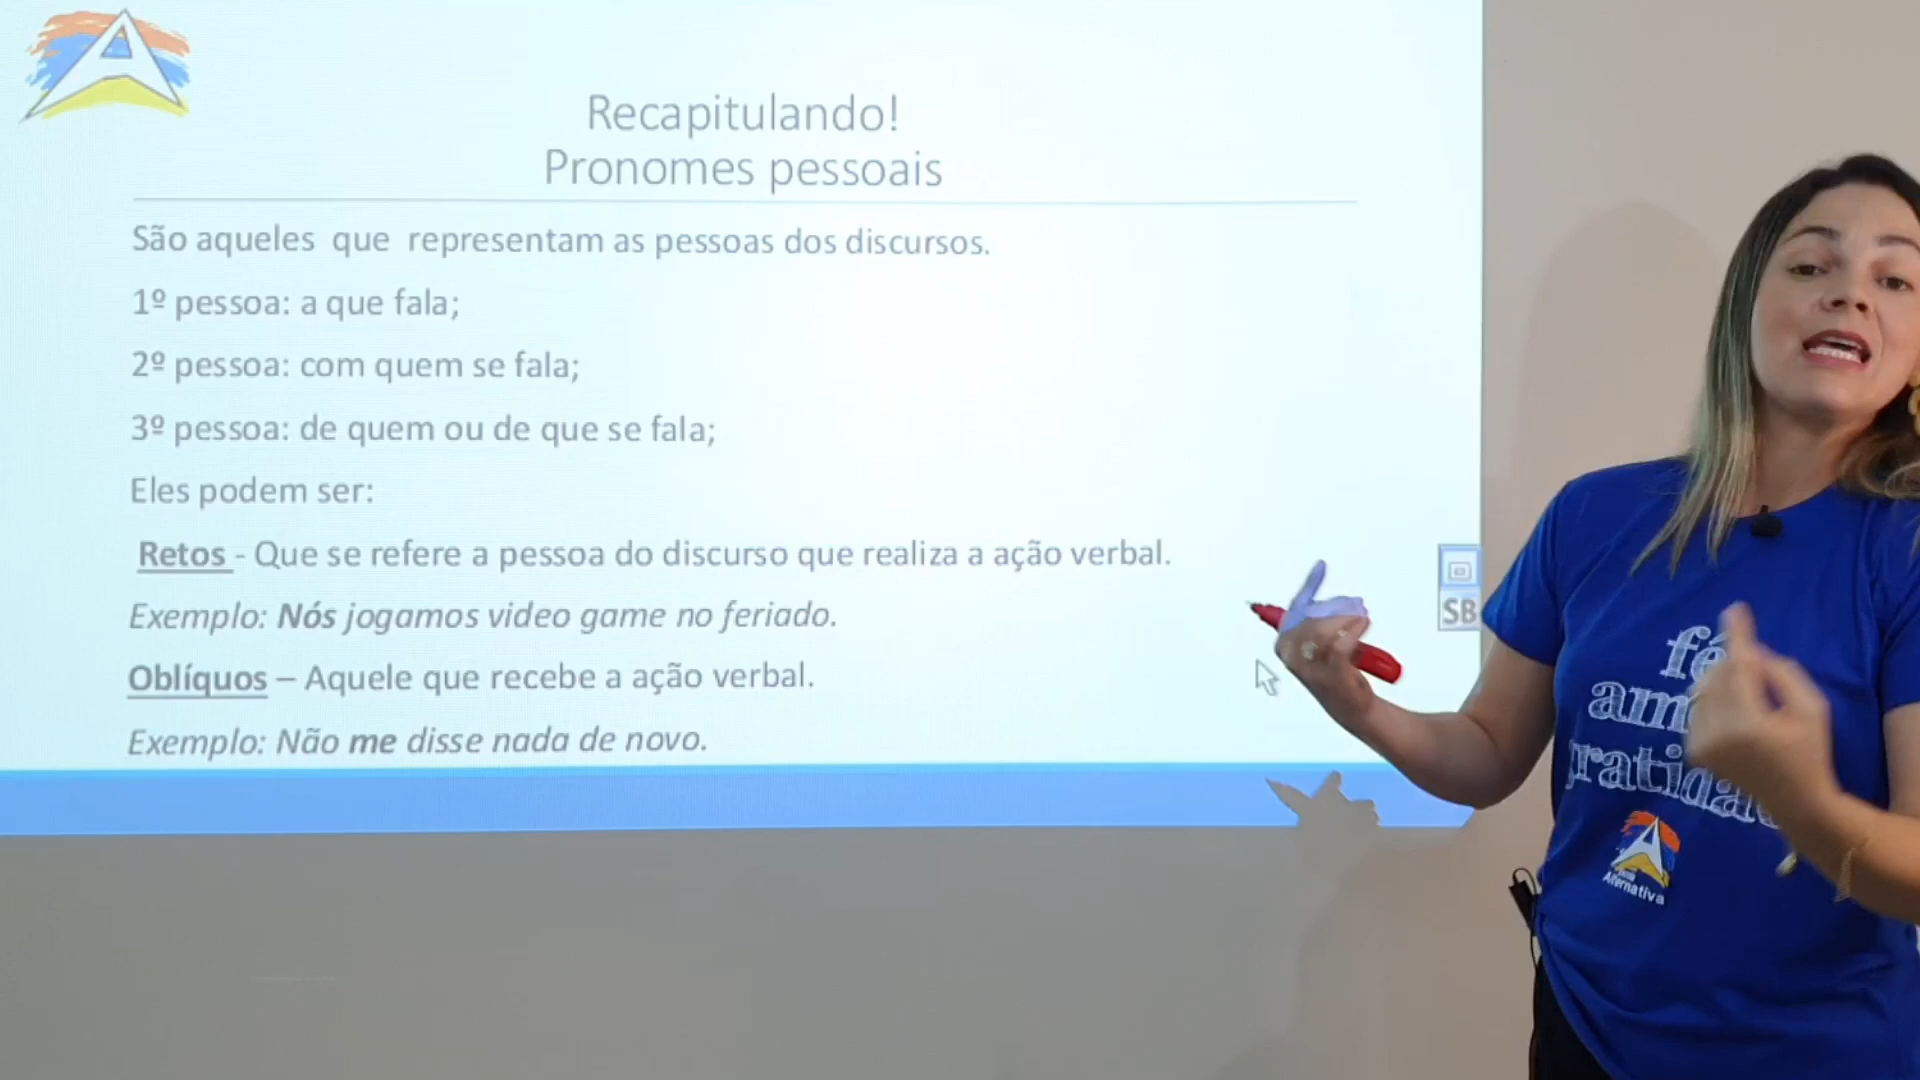 Recapitulando!
Pronomes pessoais
São aqueles que representam as pessoas dos discursos.
1º pessoa: a que fala;
2º pessoa: com quem se fala;
3º pessoa: de quem ou de que se fala;
Eles podem ser:
Retos - Que se refere a pessoa do discurso que realiza a ação verbal.
Exemplo: Nós jogamos video game no feriado.
Oblíquos – Aquele que recebe a ação verbal.
Exemplo: Não me disse nada de novo.
SB
fé
Alternativa